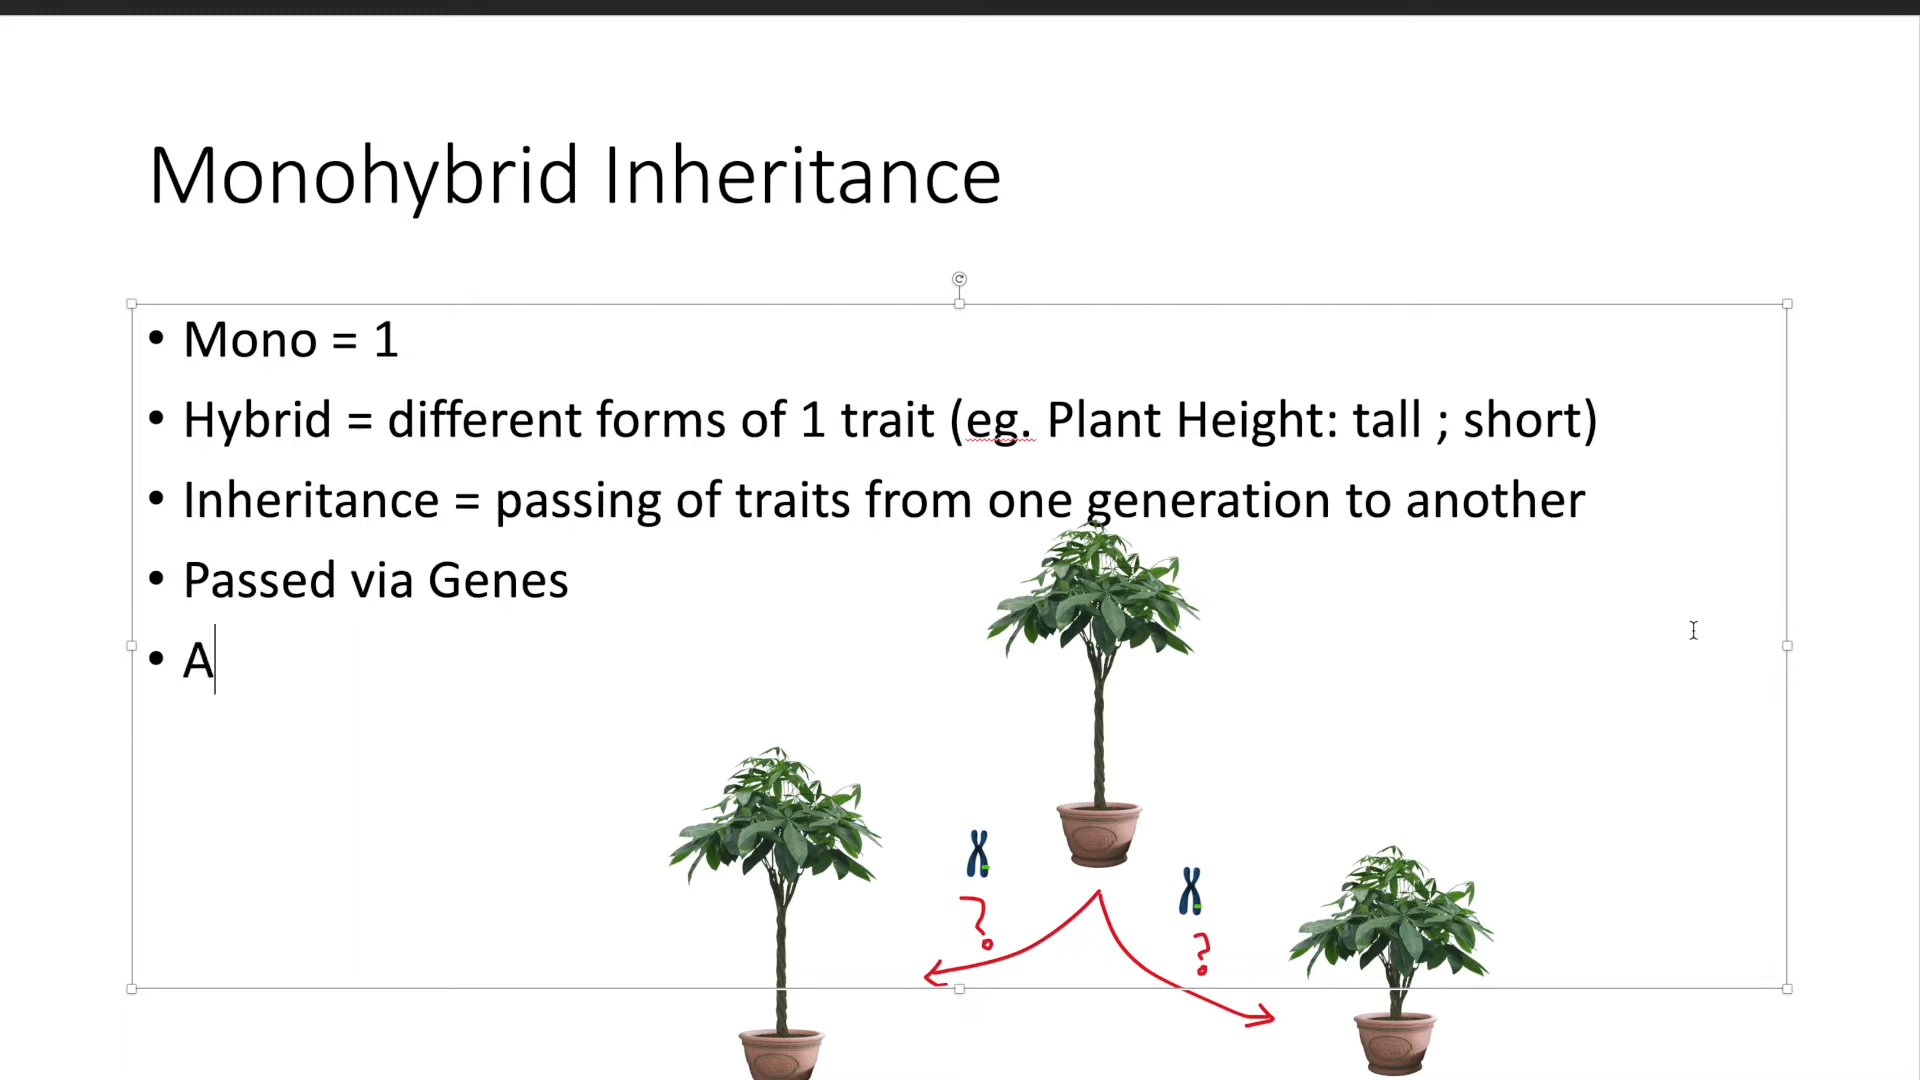 Monohybrid Inheritance
• Mono = 1
• Hybrid = different forms of 1 trait (eg. Plant Height: tall ; short)
• Inheritance = passing of traits from one generation to another
• Passed via Genes
• A
? ?